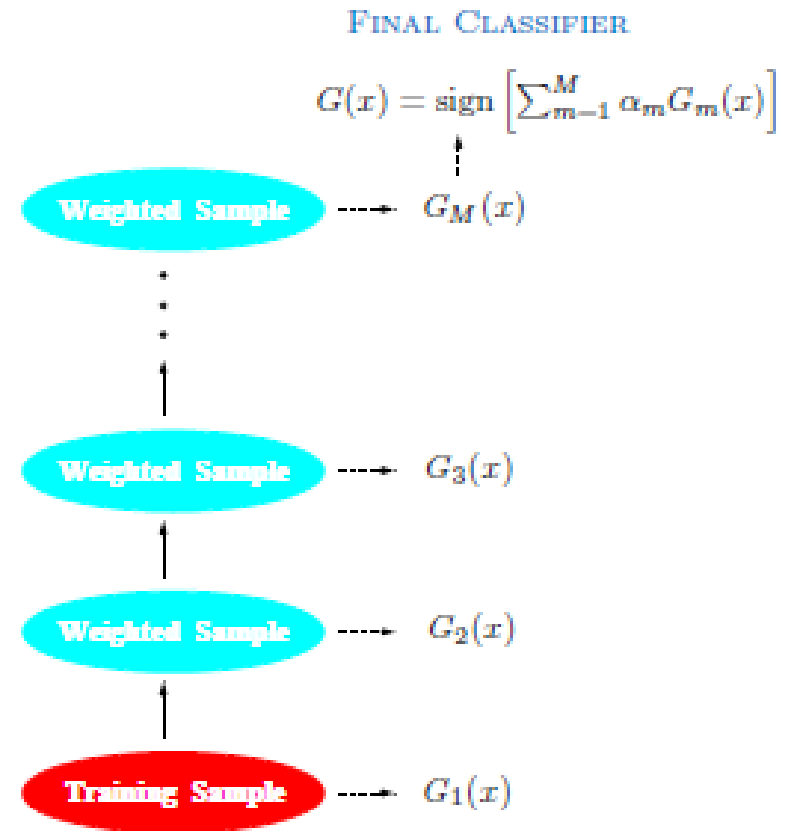 FINAL CLASSIFIER
G(x) = sign [∑_{m=1}^{M} α_m G_m(x)]
Weighted Sample
G_M(x)
Weighted Sample
G_3(x)
Weighted Sample
G_2(x)
Training Sample
G_1(x)